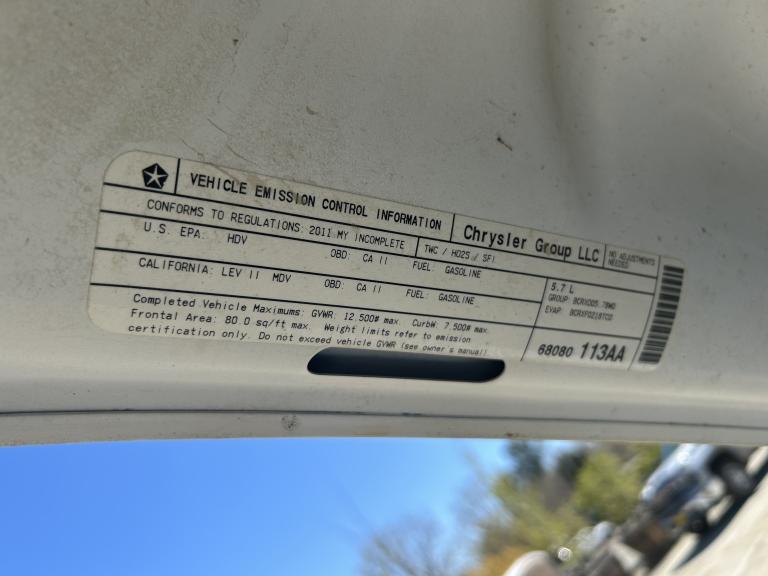 VEHICLE EMISSION CONTROL INFORMATION
Chrysler Group LLC
NO ADJUSTMENTS
NEEDED
CONFORMS TO REGULATIONS: 2011 MY INCOMPLETE
TWC / HO2S / SFI
U.S. EPA: HDV OBD: CA II FUEL: GASOLINE
CALIFORNIA: LEV II MDV OBD: CA II FUEL: GASOLINE
5.7 L
GROUP:
EVAP:
Completed Vehicle Maximums: GVWR: 12,500# max. CurbW: 7,500# max.
Frontal Area: 80.0 sq/ft max. Weight limits refer to emission
certification only. Do not exceed vehicle GVWR (see owner's manual)
68080 113AA